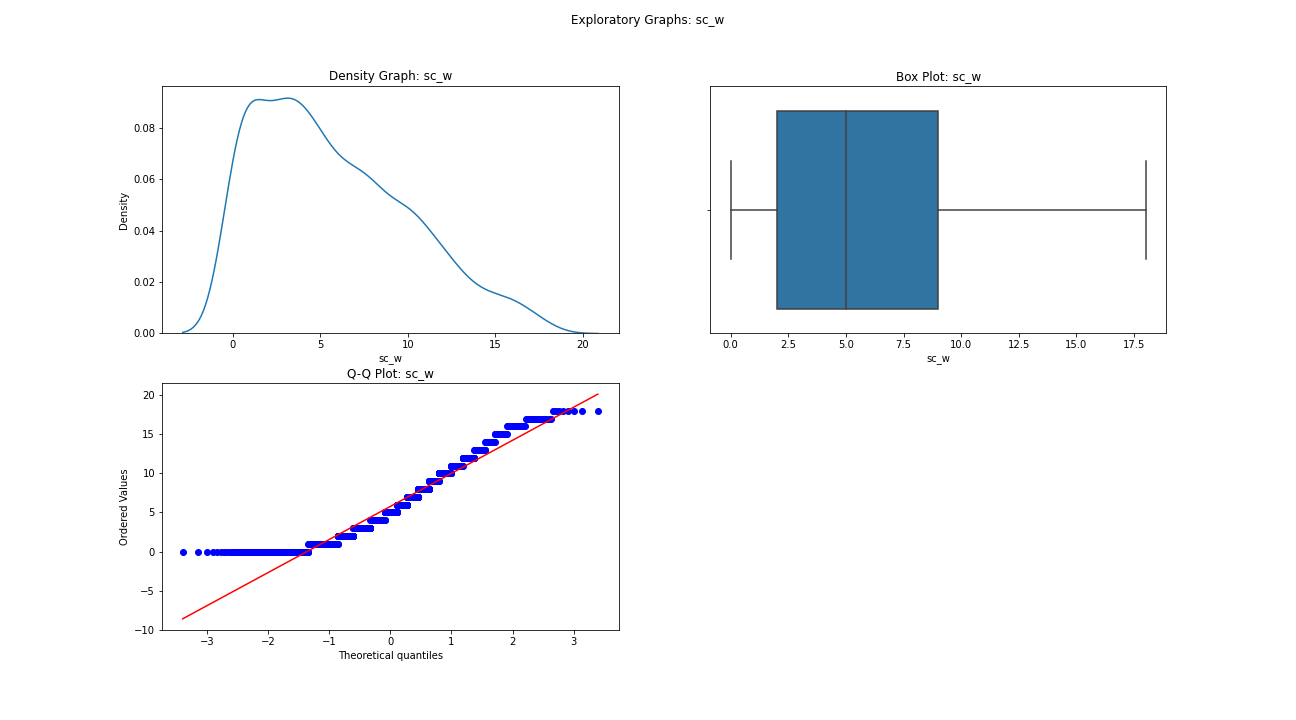 Exploratory Graphs: sc_w
Density Graph: sc_w
Density
0.08
0.06
0.04
0.02
0.00
0 5 10 15 20
sc_w
Box Plot: sc_w
0.0 2.5 5.0 7.5 10.0 12.5 15.0 17.5
sc_w
Q-Q Plot: sc_w
Ordered Values
20
15
10
5
0
−5
−10
−3 −2 −1 0 1 2 3
Theoretical quantiles